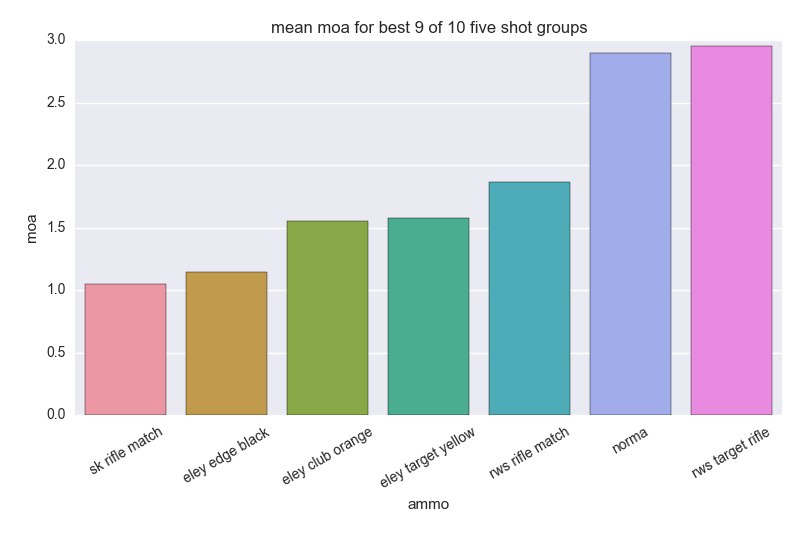 mean moa for best 9 of 10 five shot groups
3.0
2.5
2.0
1.5
1.0
0.5
0.0
moa
sk rifle match
eley edge black
eley club orange
eley target yellow
rws rifle match
norma
rws target rifle
ammo